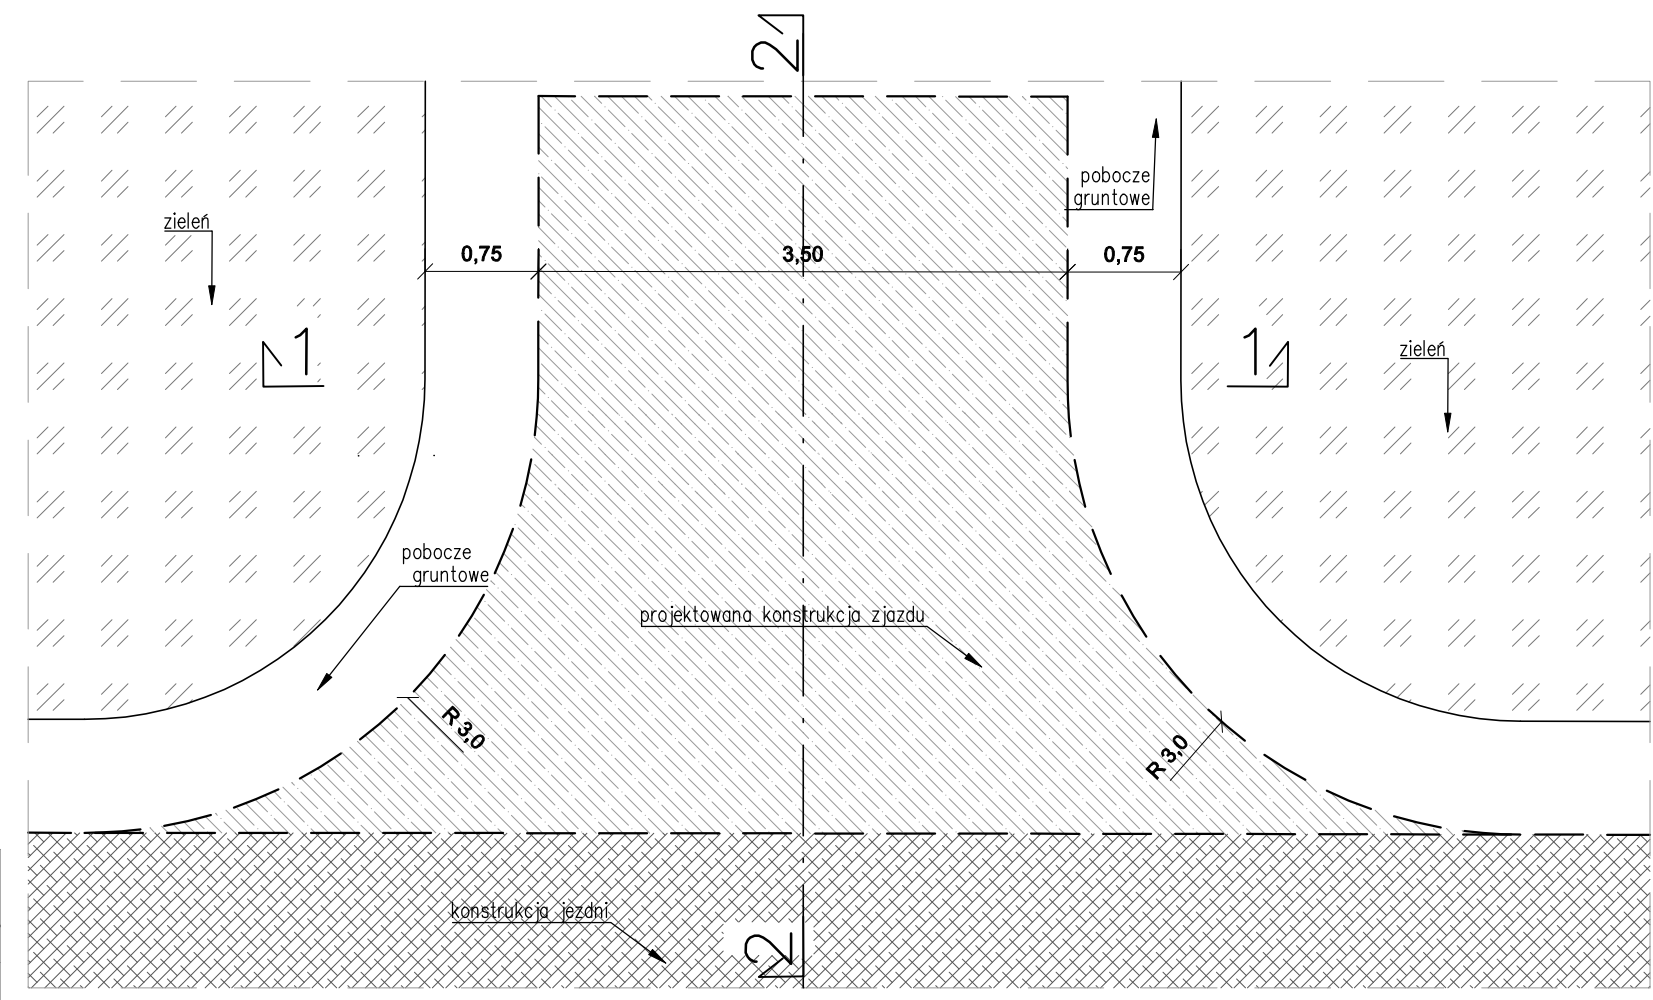 2
pobocze
gruntowe
zieleń
0,75
3,50
0,75
1
1
zieleń
pobocze
gruntowe
projektowana konstrukcja zjazdu
R 3,0
R 3,0
konstrukcja jezdni
2